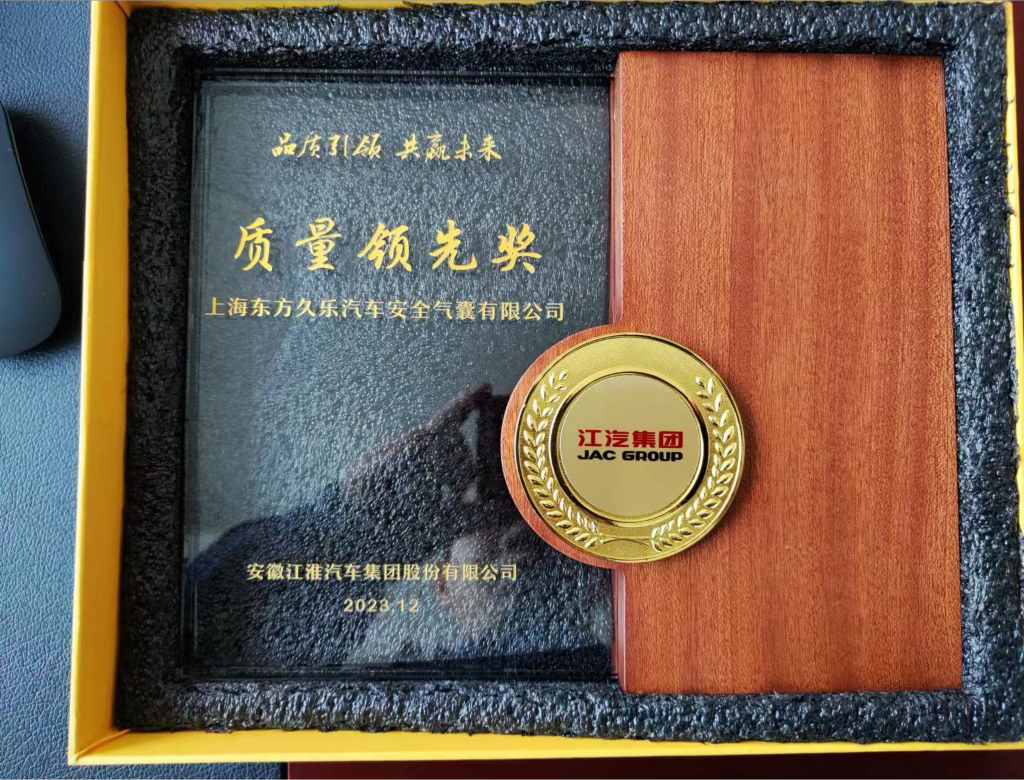 品质引领 共赢未来
质量领先奖
上海东方久乐汽车安全气囊有限公司
江汽集团
JAC GROUP
安徽江淮汽车集团股份有限公司
2023.12